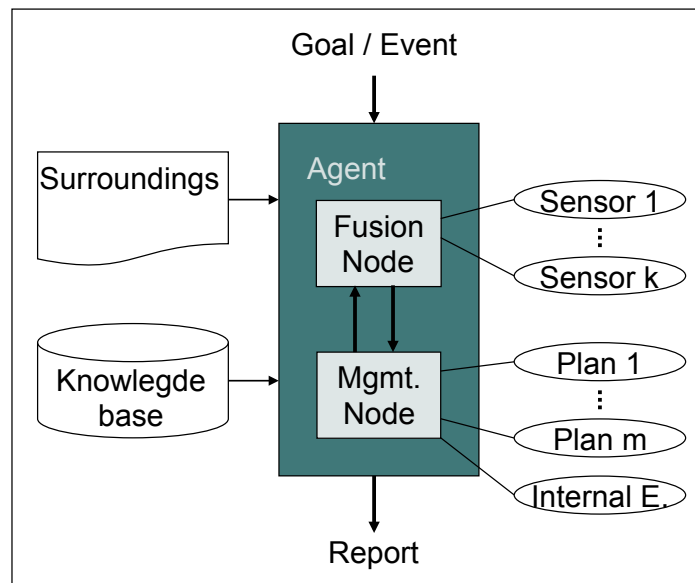 Goal / Event
Surroundings
Agent
Fusion
Node
Sensor 1
Sensor k
Knowlegde
base
Mgmt.
Node
Plan 1
Plan m
Internal E.
Report